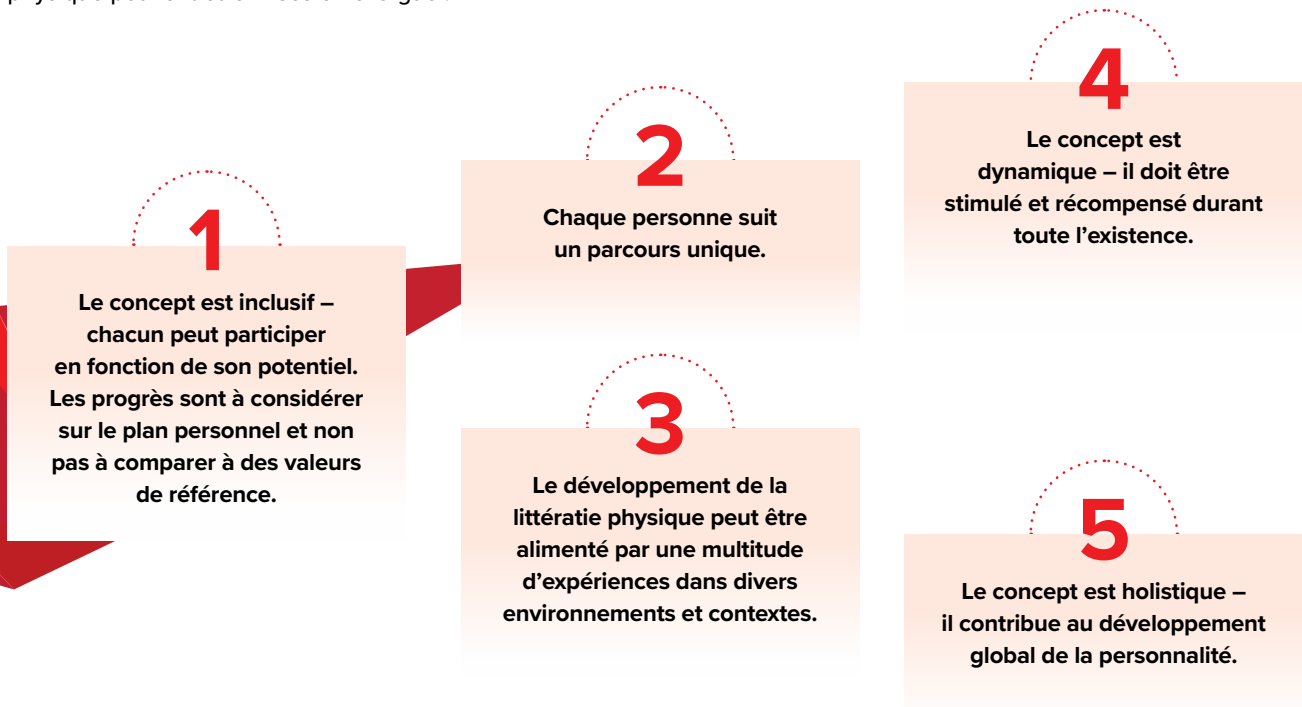 1
Le concept est inclusif –
chacun peut participer
en fonction de son potentiel.
Les progrès sont à considérer
sur le plan personnel et non
pas à comparer à des valeurs
de référence.
2
Chaque personne suit
un parcours unique.
3
Le développement de la
littératie physique peut être
alimenté par une multitude
d’expériences dans divers
environnements et contextes.
4
Le concept est
dynamique – il doit être
stimulé et récompensé durant
toute l’existence.
5
Le concept est holistique –
il contribue au développement
global de la personnalité.